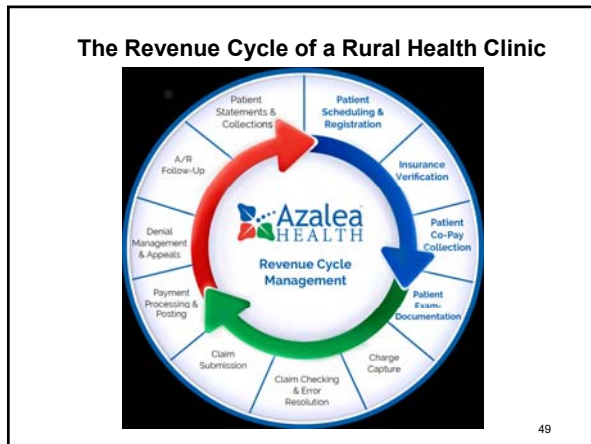 The Revenue Cycle of a Rural Health Clinic
Patient
Scheduling &
Registration
Insurance
Verification
Patient
Co-Pay
Collection
Patient
Exam-
Documentation
Charge
Capture
Claim Checking
& Error
Resolution
Claim
Submission
Payment
Processing &
Posting
Denial
Management
& Appeals
A/R
Follow-Up
Patient
Statements &
Collections
Azalea
HEALTH
Revenue Cycle
Management
49